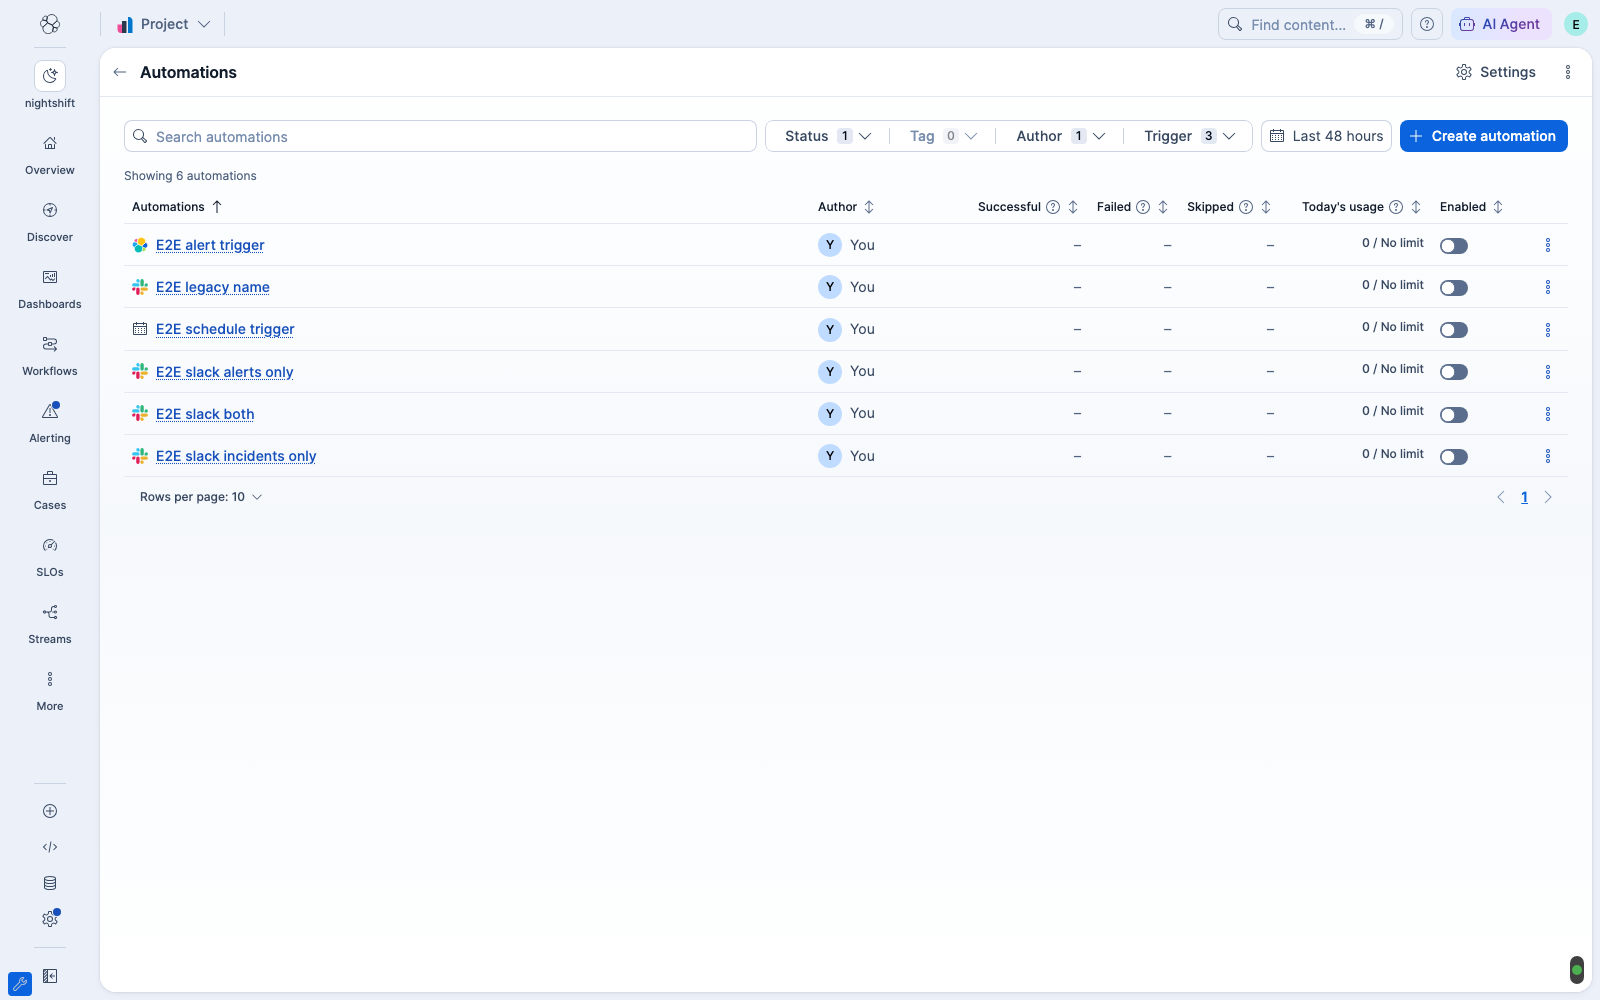 Project
Find content...
⌘ /
AI Agent
E
nightshift
Overview
Discover
Dashboards
Workflows
Alerting
Cases
SLOs
Streams
More
Automations
Settings
Search automations
Status 1
Tag 0
Author 1
Trigger 3
Last 48 hours
Create automation
Showing 6 automations
Automations Author Successful Failed Skipped Today's usage Enabled
E2E alert trigger Y You – – – 0 / No limit
E2E legacy name Y You – – – 0 / No limit
E2E schedule trigger Y You – – – 0 / No limit
E2E slack alerts only Y You – – – 0 / No limit
E2E slack both Y You – – – 0 / No limit
E2E slack incidents only Y You – – – 0 / No limit
Rows per page: 10
1